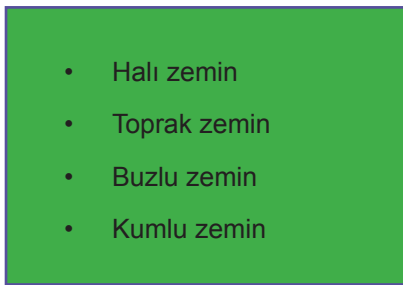 • Halı zemin
• Toprak zemin
• Buzlu zemin
• Kumlu zemin